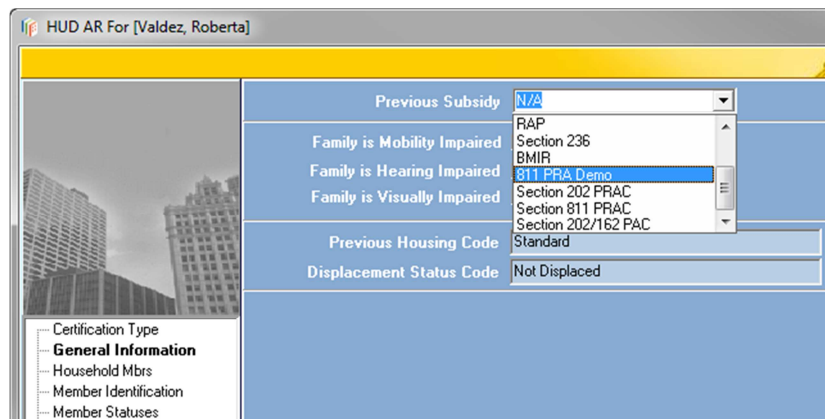 HUD AR For [Valdez, Roberta]
Previous Subsidy N/A
RAP
Family is Mobility Impaired Section 236
BMIR
Family is Hearing Impaired 811 PRA Demo
Family is Visually Impaired Section 202 PRAC
Section 811 PRAC
Section 202/162 PAC
Previous Housing Code Standard
Displacement Status Code Not Displaced
Certification Type
General Information
Household Mbrs
Member Identification
Member Statuses